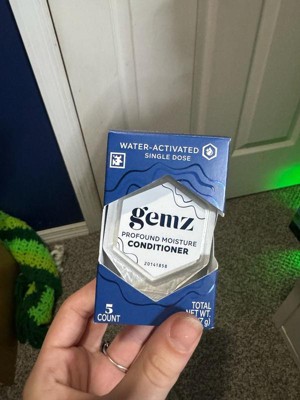 WATER-ACTIVATED
SINGLE DOSE
gemz
PROFOUND MOISTURE
CONDITIONER
20141858
5
COUNT
TOTAL
NET WT.